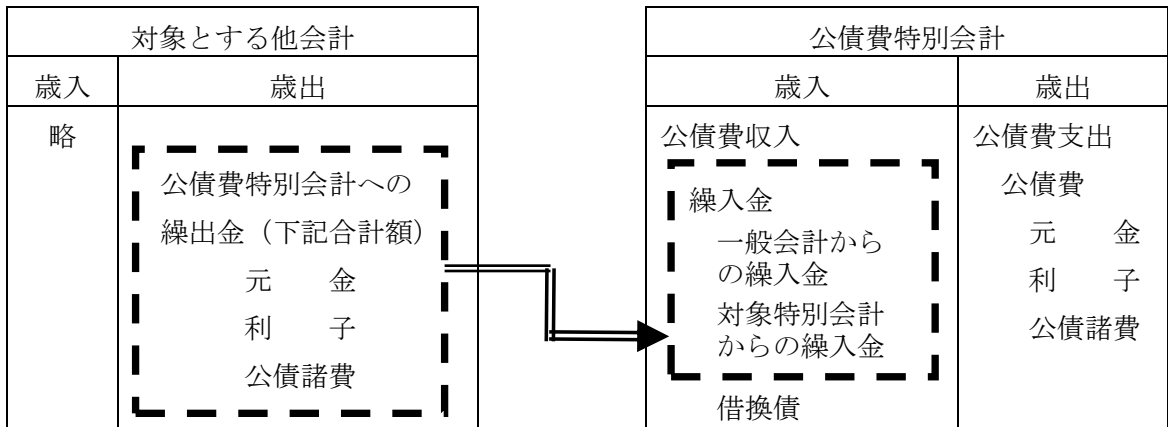 対象とする他会計
歳入
歳出
略
公債費特別会計への
繰出金（下記合計額）
元　　金
利　　子
公債諸費
公債費特別会計
歳入
歳出
公債費収入
繰入金
一般会計から
の繰入金
対象特別会計
からの繰入金
借換債
公債費支出
公債費
元　　金
利　　子
公債諸費